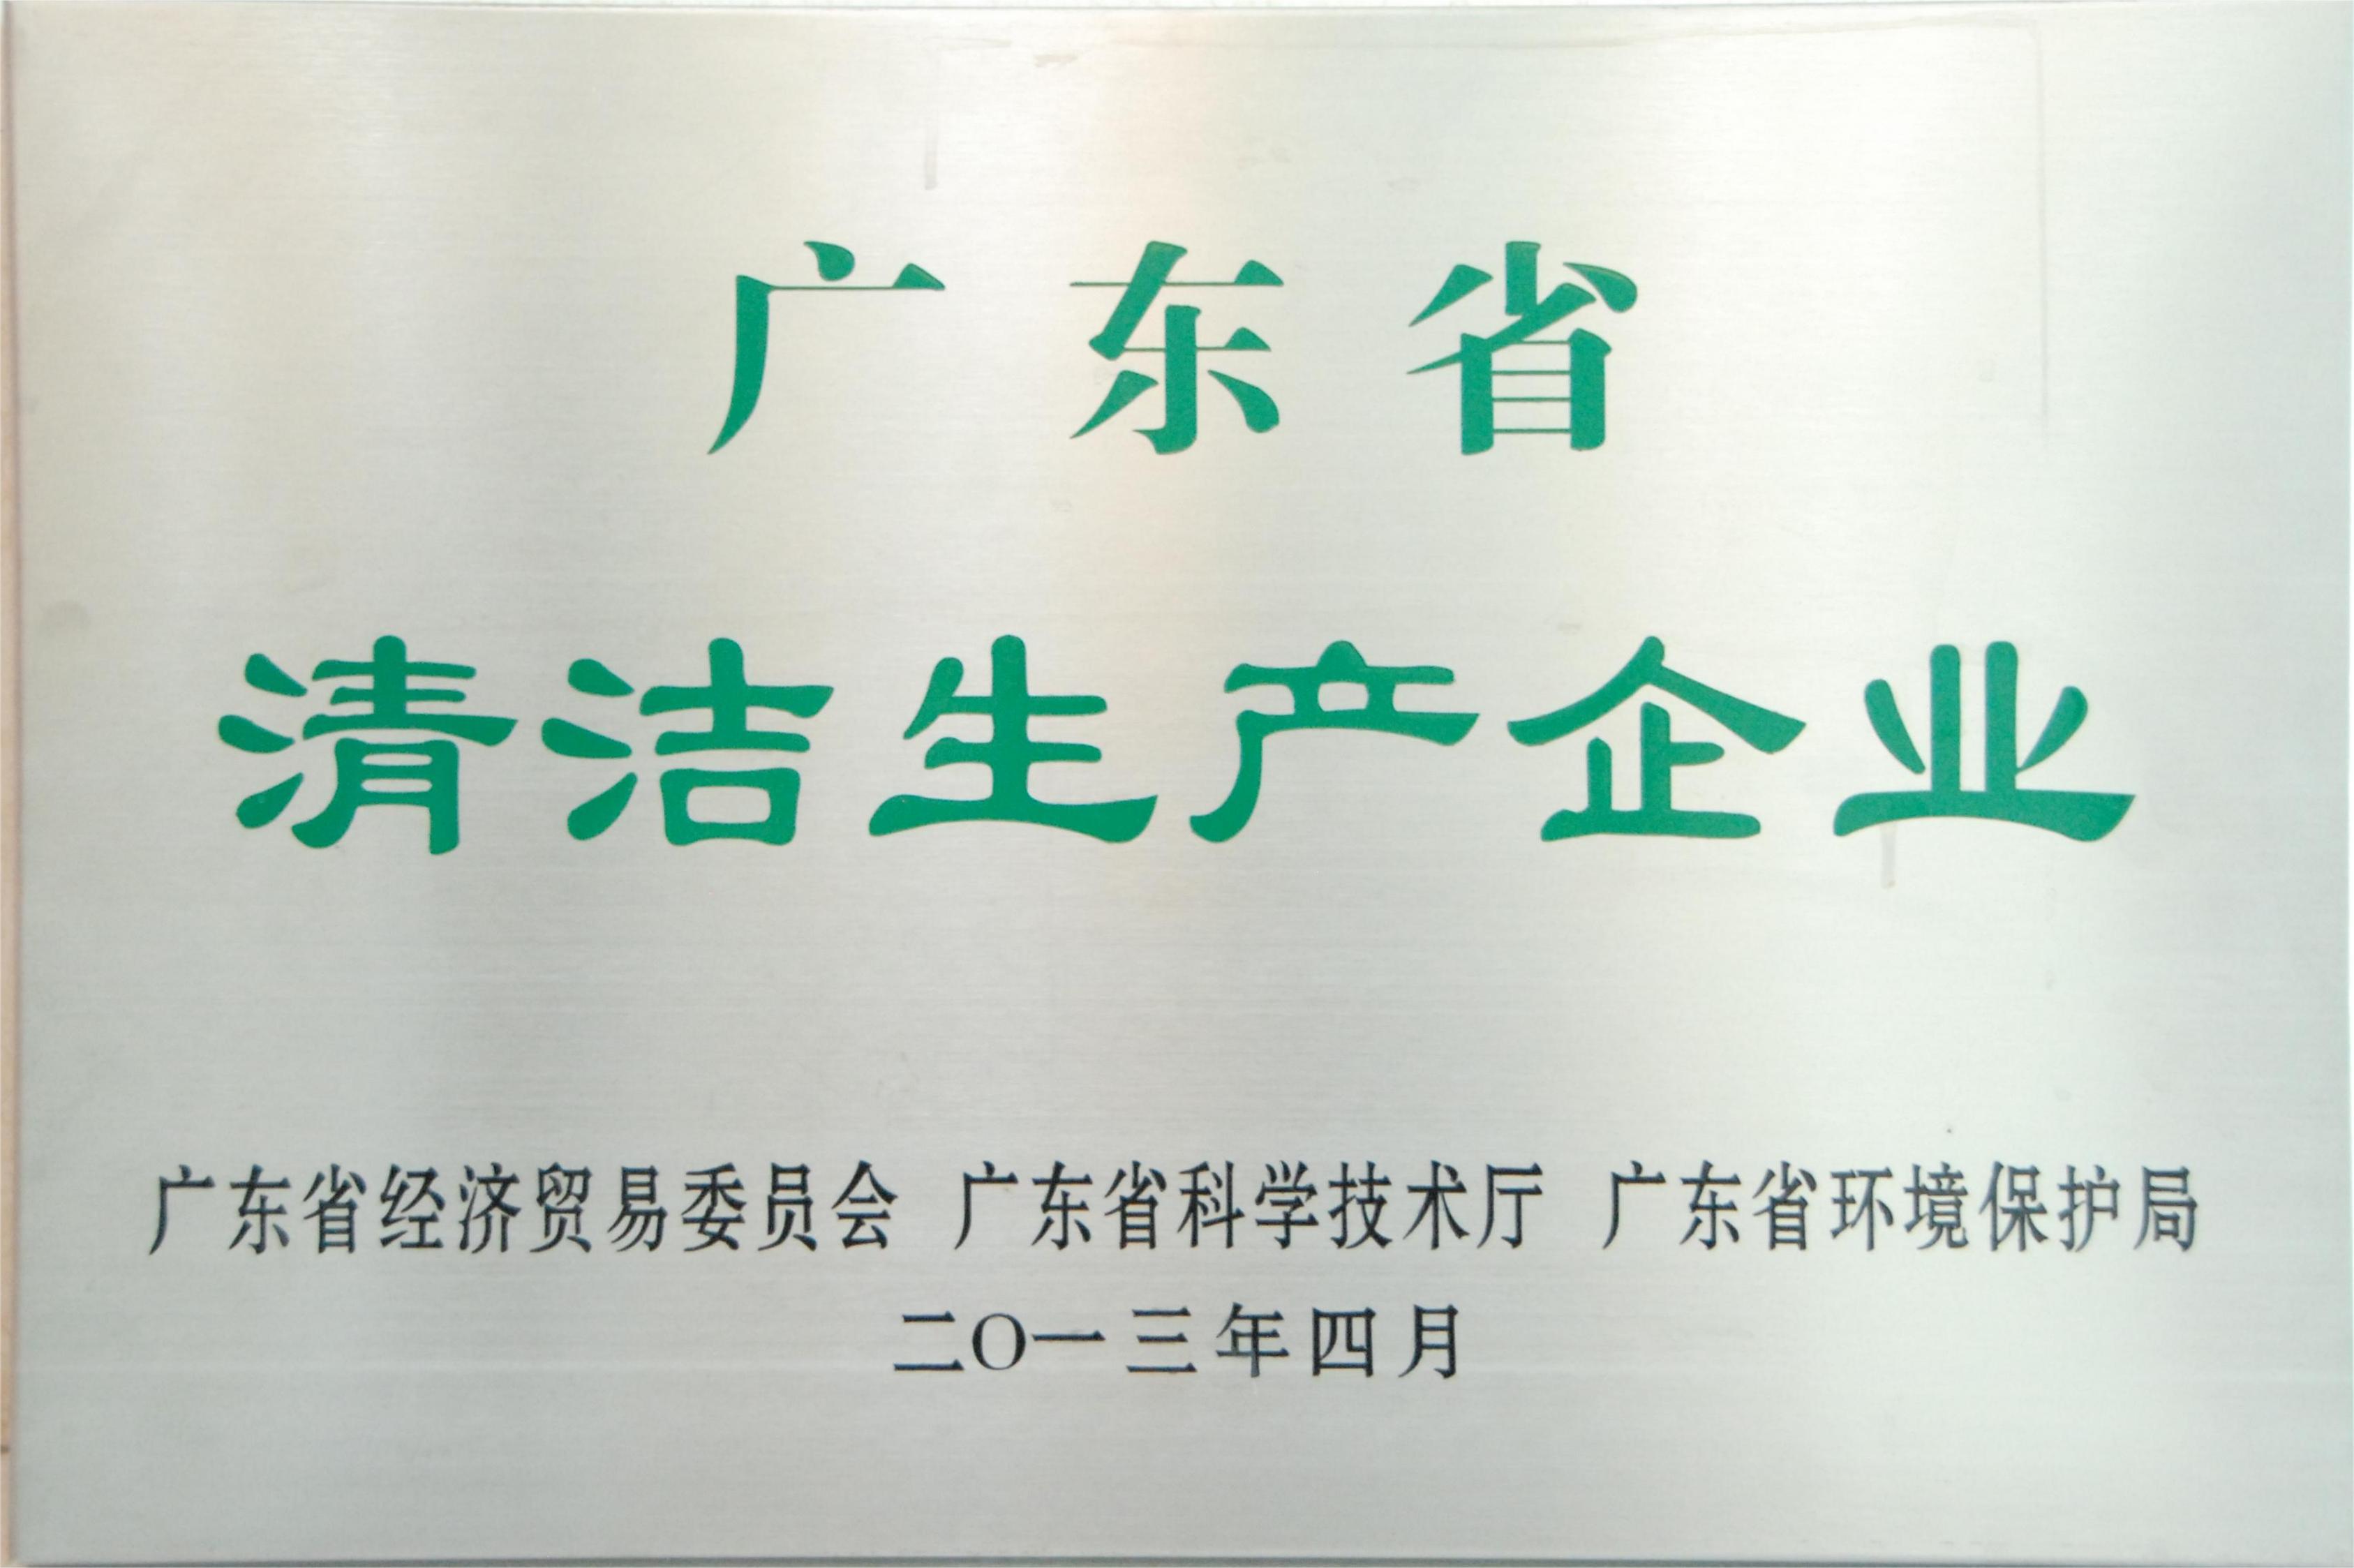 广东省
清洁生产企业
广东省经济贸易委员会 广东省科学技术厅 广东省环境保护局
二〇一三年四月